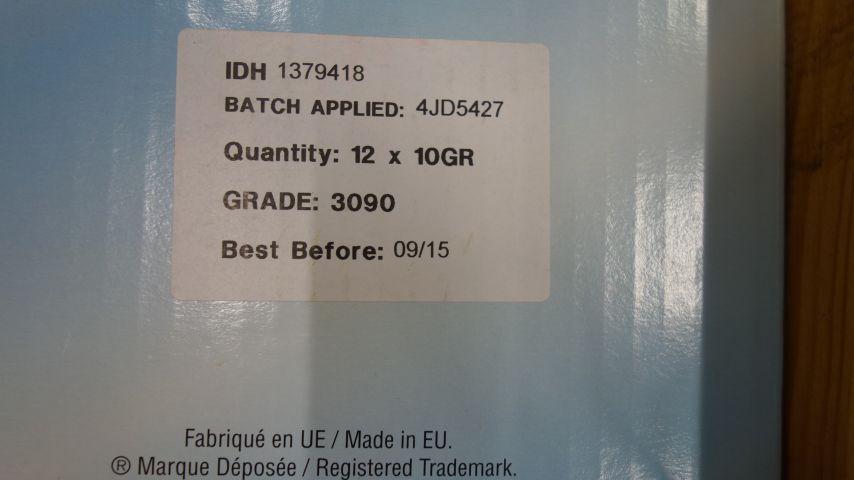 IDH 1379418
BATCH APPLIED: 4JD5427
Quantity: 12 x 10GR
GRADE: 3090
Best Before: 09/15
Fabriqué en UE / Made in EU.
® Marque Déposée / Registered Trademark.